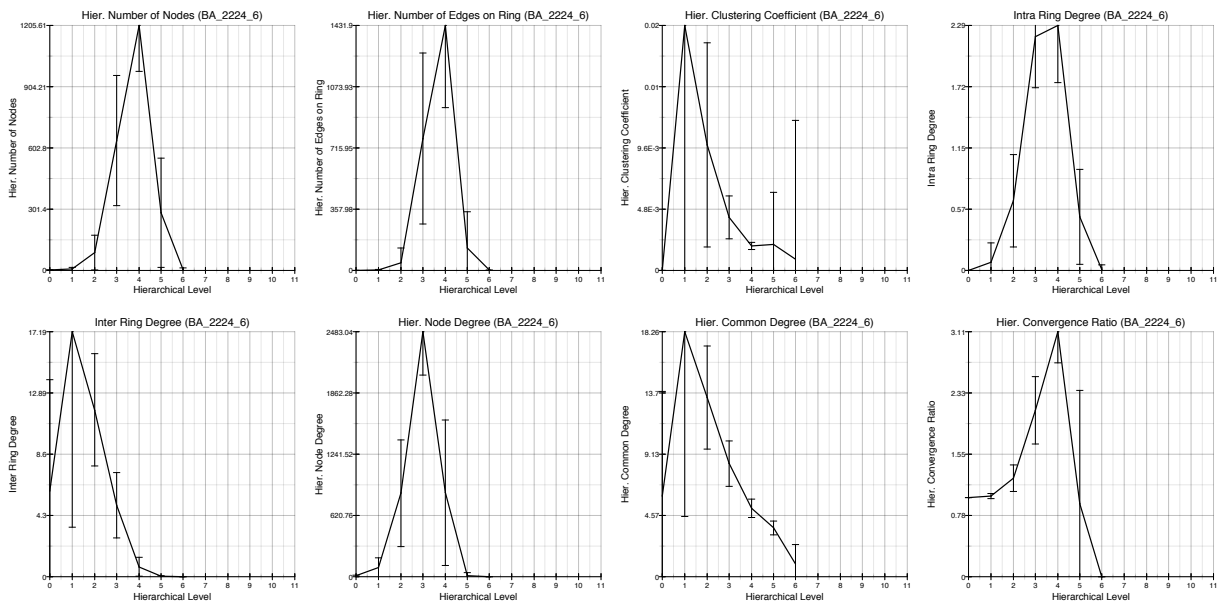 Hier. Number of Nodes (BA_2224_6)
Hier. Number of Nodes
1205.61
904.21
602.8
301.4
0
0 1 2 3 4 5 6 7 8 9 10 11
Hierarchical Level
Hier. Number of Edges on Ring (BA_2224_6)
Hier. Number of Edges on Ring
1431.9
1073.93
715.95
357.98
0
0 1 2 3 4 5 6 7 8 9 10 11
Hierarchical Level
Hier. Clustering Coefficient (BA_2224_6)
Hier. Clustering Coefficient
0.02
0.01
9.6E-3
4.8E-3
0
0 1 2 3 4 5 6 7 8 9 10 11
Hierarchical Level
Intra Ring Degree (BA_2224_6)
Intra Ring Degree
2.29
1.72
1.15
0.57
0
0 1 2 3 4 5 6 7 8 9 10 11
Hierarchical Level
Inter Ring Degree (BA_2224_6)
Inter Ring Degree
17.19
12.89
8.6
4.3
0
0 1 2 3 4 5 6 7 8 9 10 11
Hierarchical Level
Hier. Node Degree (BA_2224_6)
Hier. Node Degree
2483.04
1862.28
1241.52
620.76
0
0 1 2 3 4 5 6 7 8 9 10 11
Hierarchical Level
Hier. Common Degree (BA_2224_6)
Hier. Common Degree
18.26
13.7
9.13
4.57
0
0 1 2 3 4 5 6 7 8 9 10 11
Hierarchical Level
Hier. Convergence Ratio (BA_2224_6)
Hier. Convergence Ratio
3.11
2.33
1.55
0.78
0
0 1 2 3 4 5 6 7 8 9 10 11
Hierarchical Level